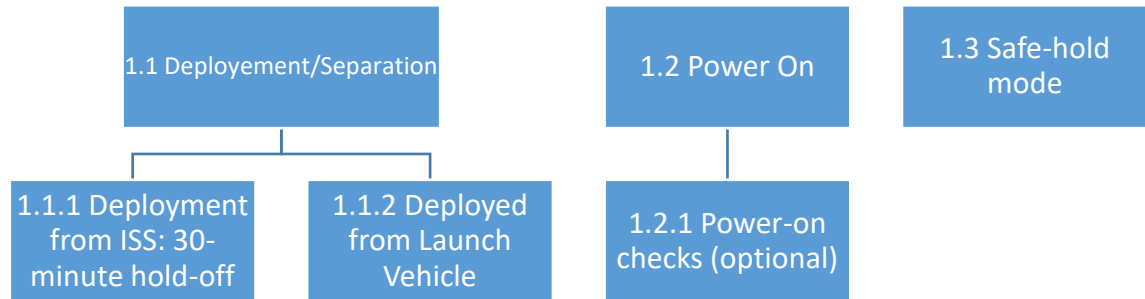 1.1 Deployement/Separation
1.2 Power On
1.3 Safe-hold
mode
1.1.1 Deployment
from ISS: 30-
minute hold-off
1.1.2 Deployed
from Launch
Vehicle
1.2.1 Power-on
checks (optional)